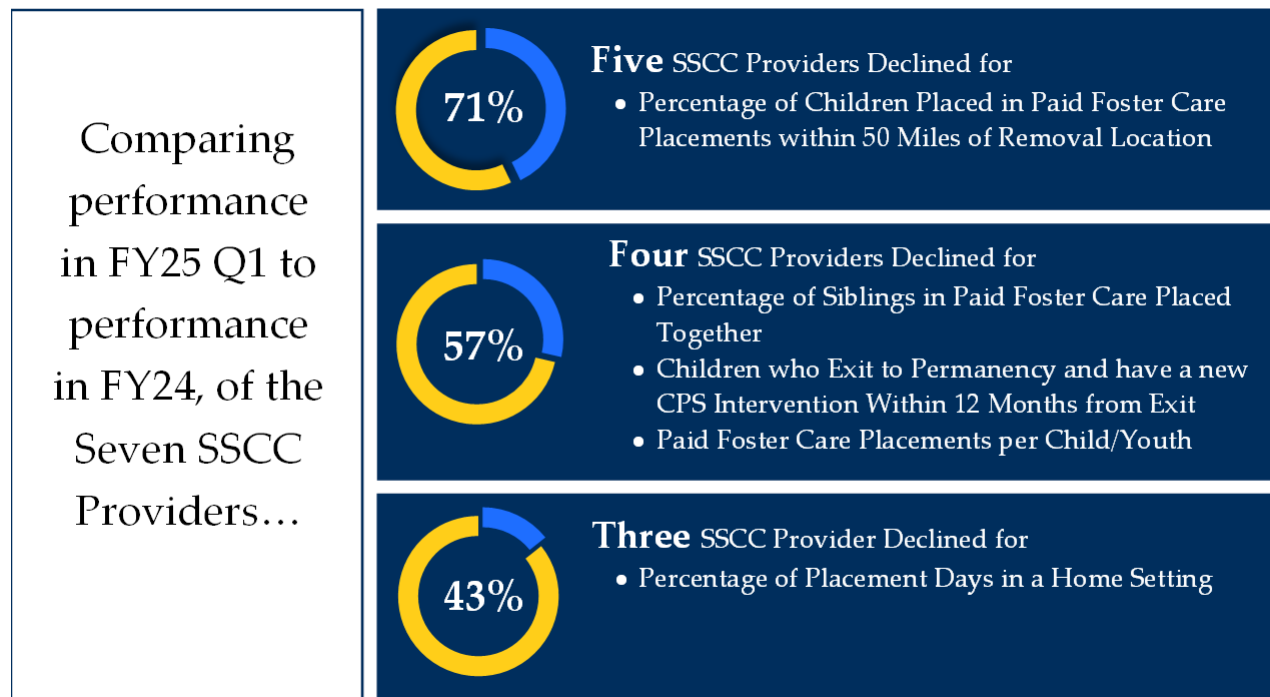 Comparing
performance
in FY25 Q1 to
performance
in FY24, of the
Seven SSCC
Providers…
71%
Five SSCC Providers Declined for
• Percentage of Children Placed in Paid Foster Care
Placements within 50 Miles of Removal Location
57%
Four SSCC Providers Declined for
• Percentage of Siblings in Paid Foster Care Placed
Together
• Children who Exit to Permanency and have a new
CPS Intervention Within 12 Months from Exit
• Paid Foster Care Placements per Child/Youth
43%
Three SSCC Provider Declined for
• Percentage of Placement Days in a Home Setting